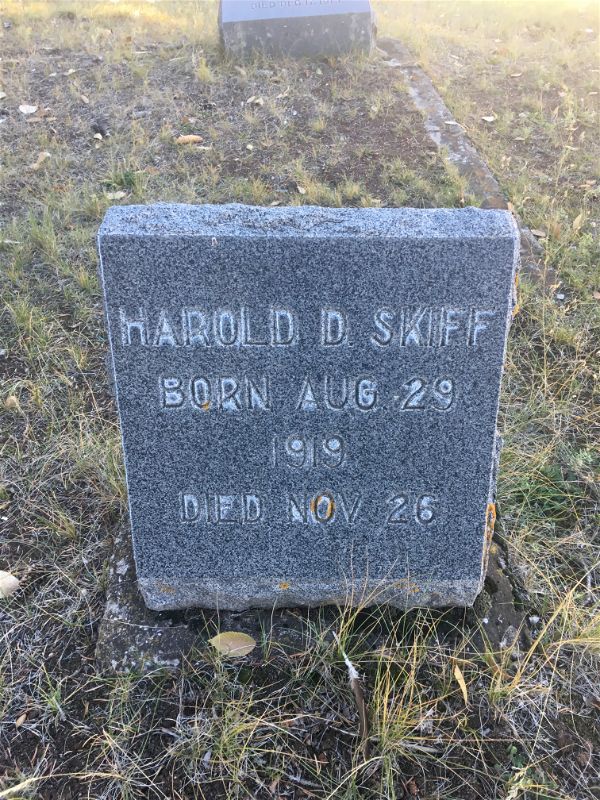 HAROLD D. SKIFF
BORN AUG. 29
1919
DIED NOV. 26